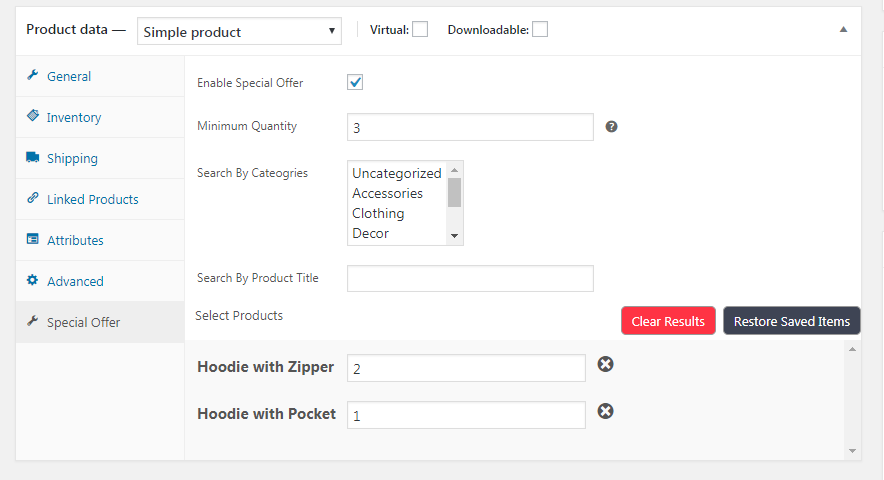 Product data — Simple product Virtual: Downloadable:
General
Inventory
Shipping
Linked Products
Attributes
Advanced
Special Offer
Enable Special Offer
Minimum Quantity 3
Search By Cateogries
Uncategorized
Accessories
Clothing
Decor
Search By Product Title
Select Products
Clear Results Restore Saved Items
Hoodie with Zipper 2
Hoodie with Pocket 1